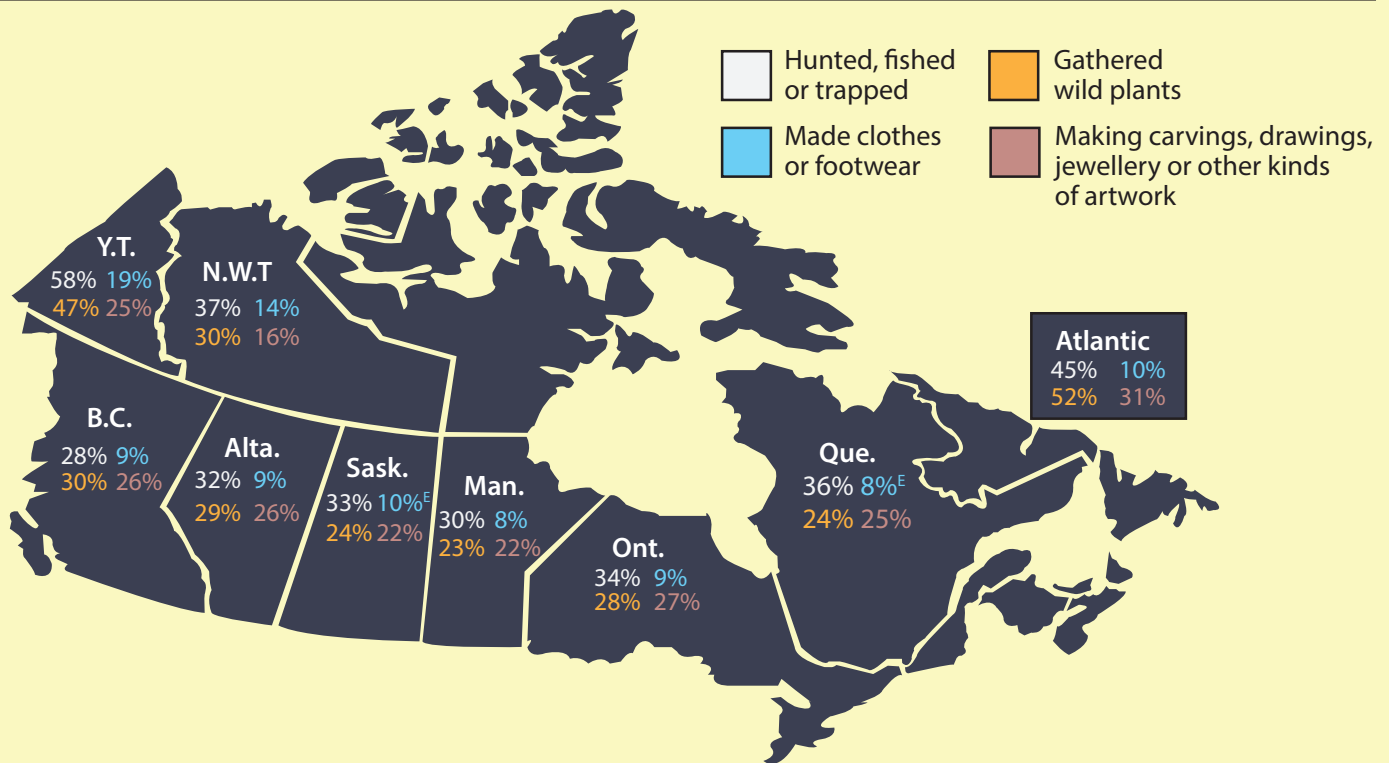 Hunted, fished
or trapped
Gathered
wild plants
Made clothes
or footwear
Making carvings, drawings,
jewellery or other kinds
of artwork
Y.T.
58% 19%
47% 25%
N.W.T
37% 14%
30% 16%
Atlantic
45% 10%
52% 31%
B.C.
28% 9%
30% 26%
Alta.
32% 9%
29% 26%
Sask.
33% 10%E
24% 22%
Man.
30% 8%
23% 22%
Ont.
34% 9%
28% 27%
Que.
36% 8%E
24% 25%